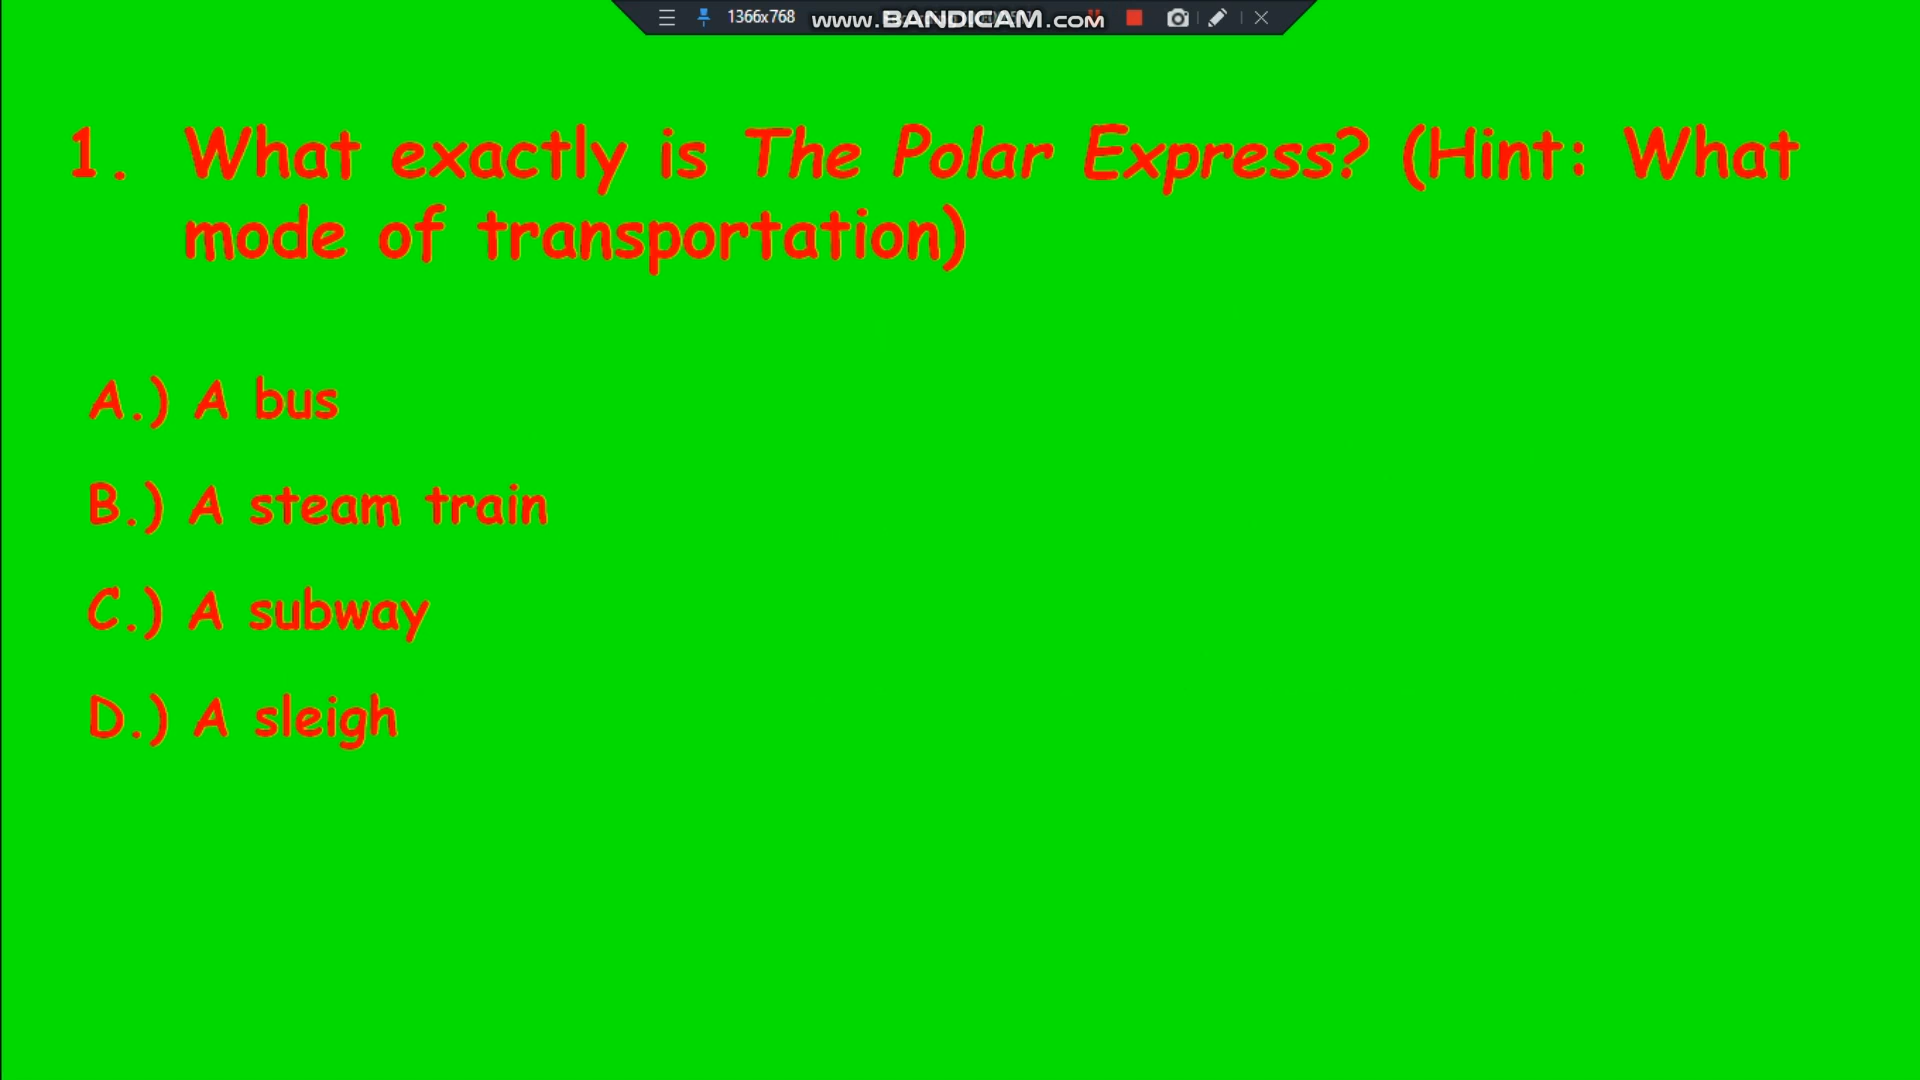 1366x768 www.BANDICAM.com
1. What exactly is The Polar Express? (Hint: What
mode of transportation)
A.) A bus
B.) A steam train
C.) A subway
D.) A sleigh